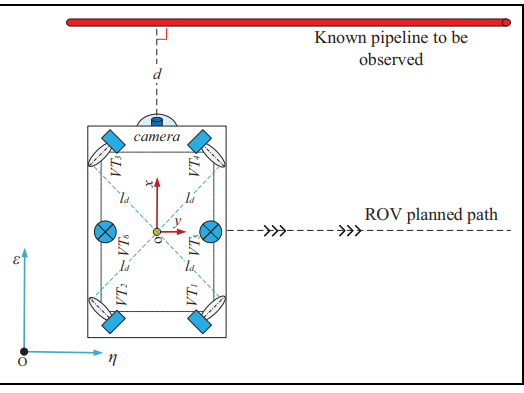 Known pipeline to be
observed
d
camera
VT3
VT4
x
ld
ld
y
o
ROV planned path
VT6
VT5
ld
ld
VT2
VT1
ε
O
η